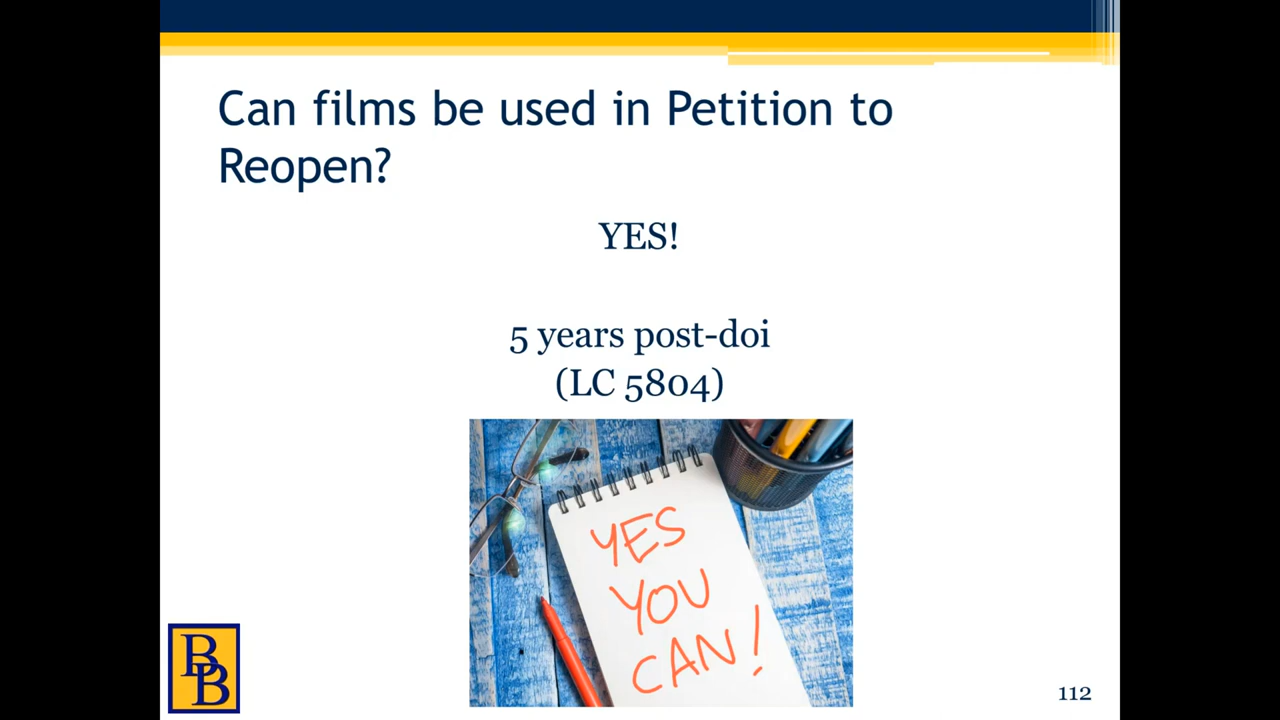 Can films be used in Petition to
Reopen?
YES!
5 years post-doi
(LC 5804)
YES
YOU
CAN!
BB
112